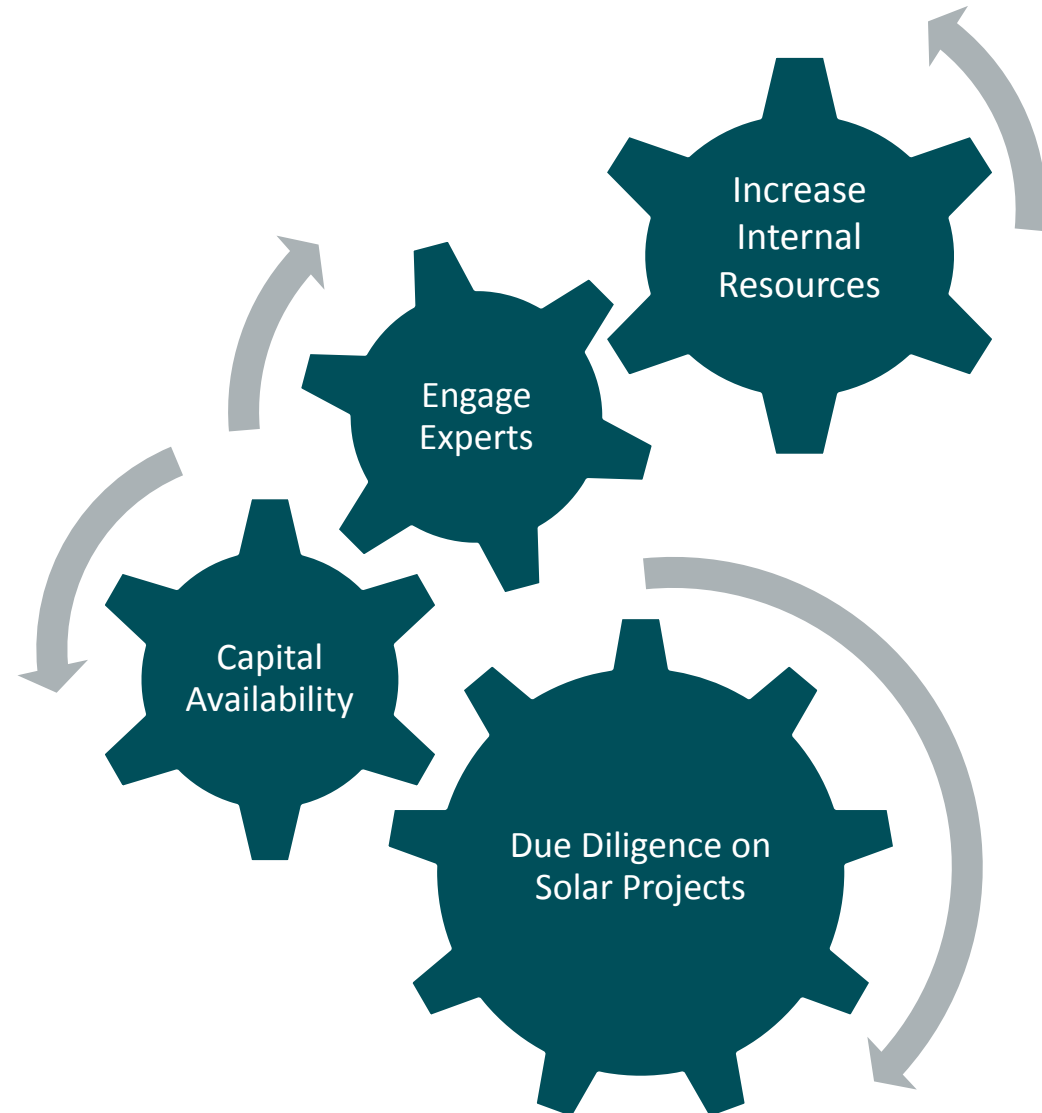 Increase
Internal
Resources
Engage
Experts
Capital
Availability
Due Diligence on
Solar Projects